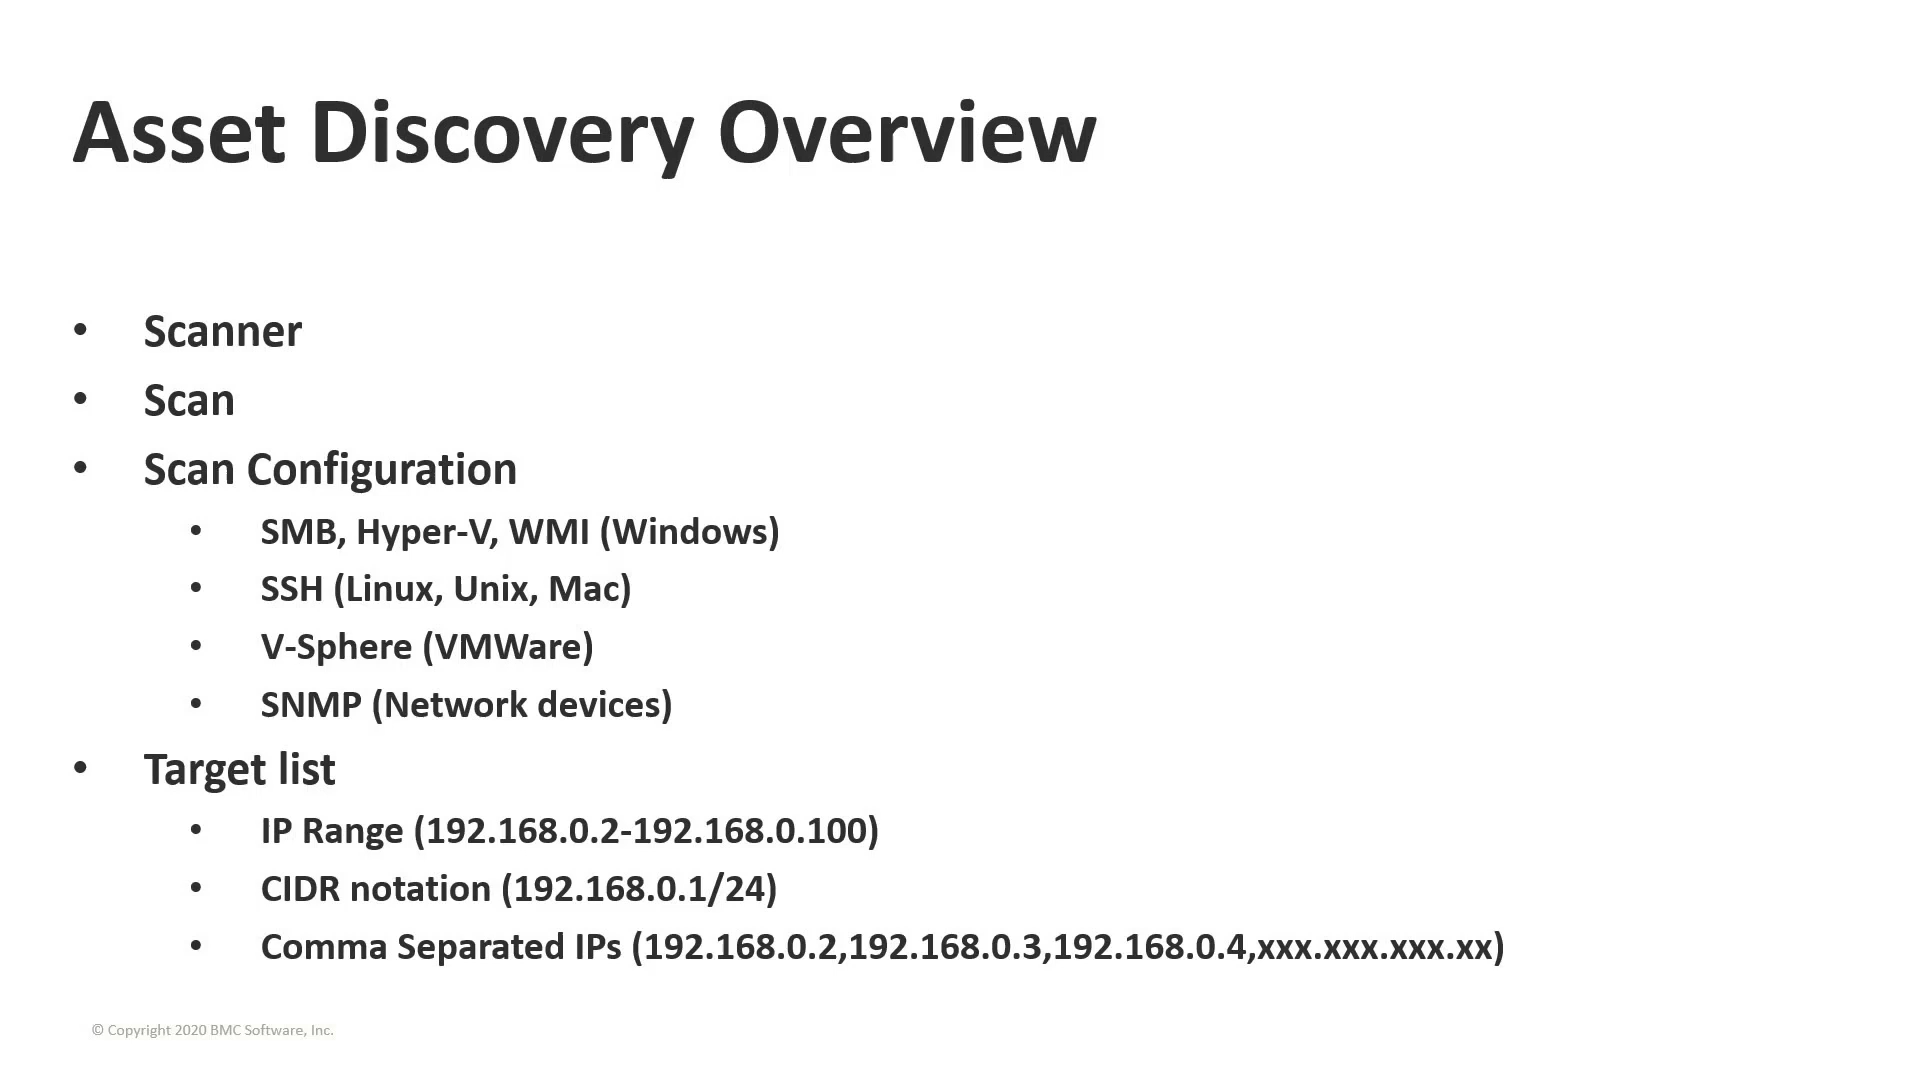 Asset Discovery Overview
• Scanner
• Scan
• Scan Configuration
• SMB, Hyper-V, WMI (Windows)
• SSH (Linux, Unix, Mac)
• V-Sphere (VMWare)
• SNMP (Network devices)
• Target list
• IP Range (192.168.0.2-192.168.0.100)
• CIDR notation (192.168.0.1/24)
• Comma Separated IPs (192.168.0.2,192.168.0.3,192.168.0.4,xxx.xxx.xxx.xx)
© Copyright 2020 BMC Software, Inc.